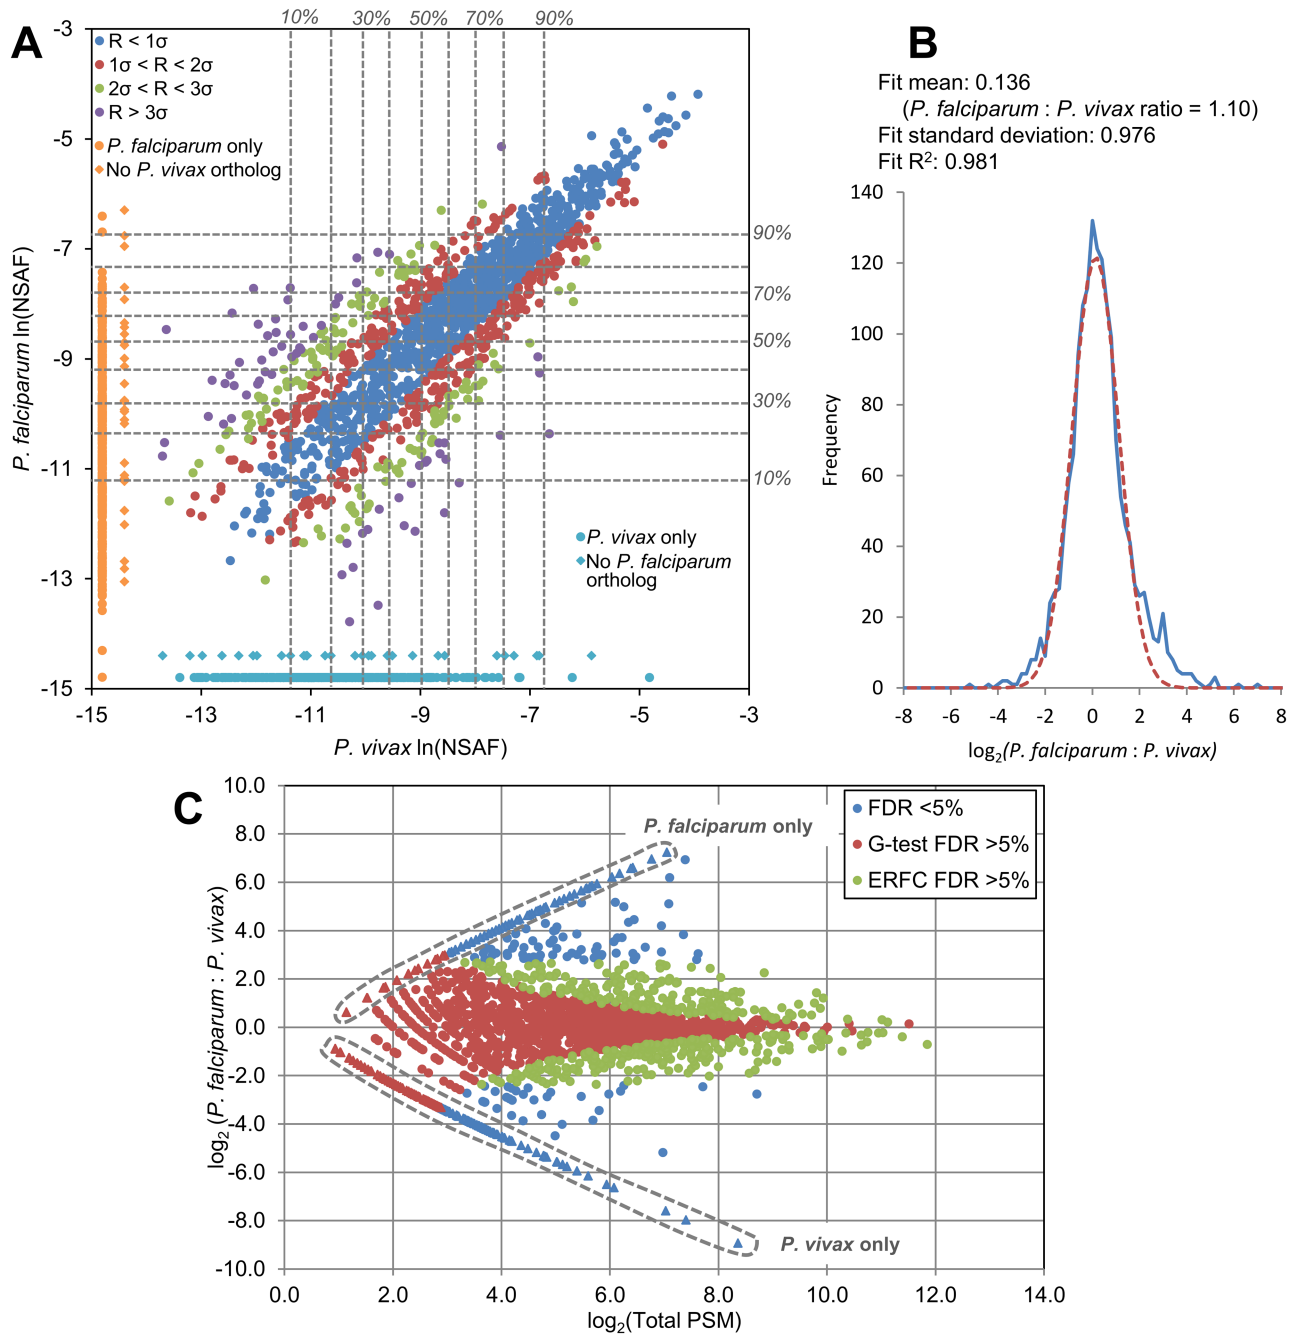 A
10% 30% 50% 70% 90%
-3
-5
-7
-9
-11
-13
-15
P. falciparum ln(NSAF)
R < 1σ
1σ < R < 2σ
2σ < R < 3σ
R > 3σ
P. falciparum only
No P. vivax ortholog
90%
70%
50%
30%
10%
P. vivax only
No P. falciparum
ortholog
-15 -13 -11 -9 -7 -5 -3
P. vivax ln(NSAF)
B
Fit mean: 0.136
(P. falciparum : P. vivax ratio = 1.10)
Fit standard deviation: 0.976
Fit R²: 0.981
140
120
100
80
60
40
20
0
Frequency
-8 -6 -4 -2 0 2 4 6 8
log₂(P. falciparum : P. vivax)
C
10.0
8.0
6.0
4.0
2.0
0.0
-2.0
-4.0
-6.0
-8.0
-10.0
log₂ (P. falciparum : P. vivax)
P. falciparum only
FDR <5%
G-test FDR >5%
ERFC FDR >5%
P. vivax only
0.0 2.0 4.0 6.0 8.0 10.0 12.0 14.0
log₂(Total PSM)